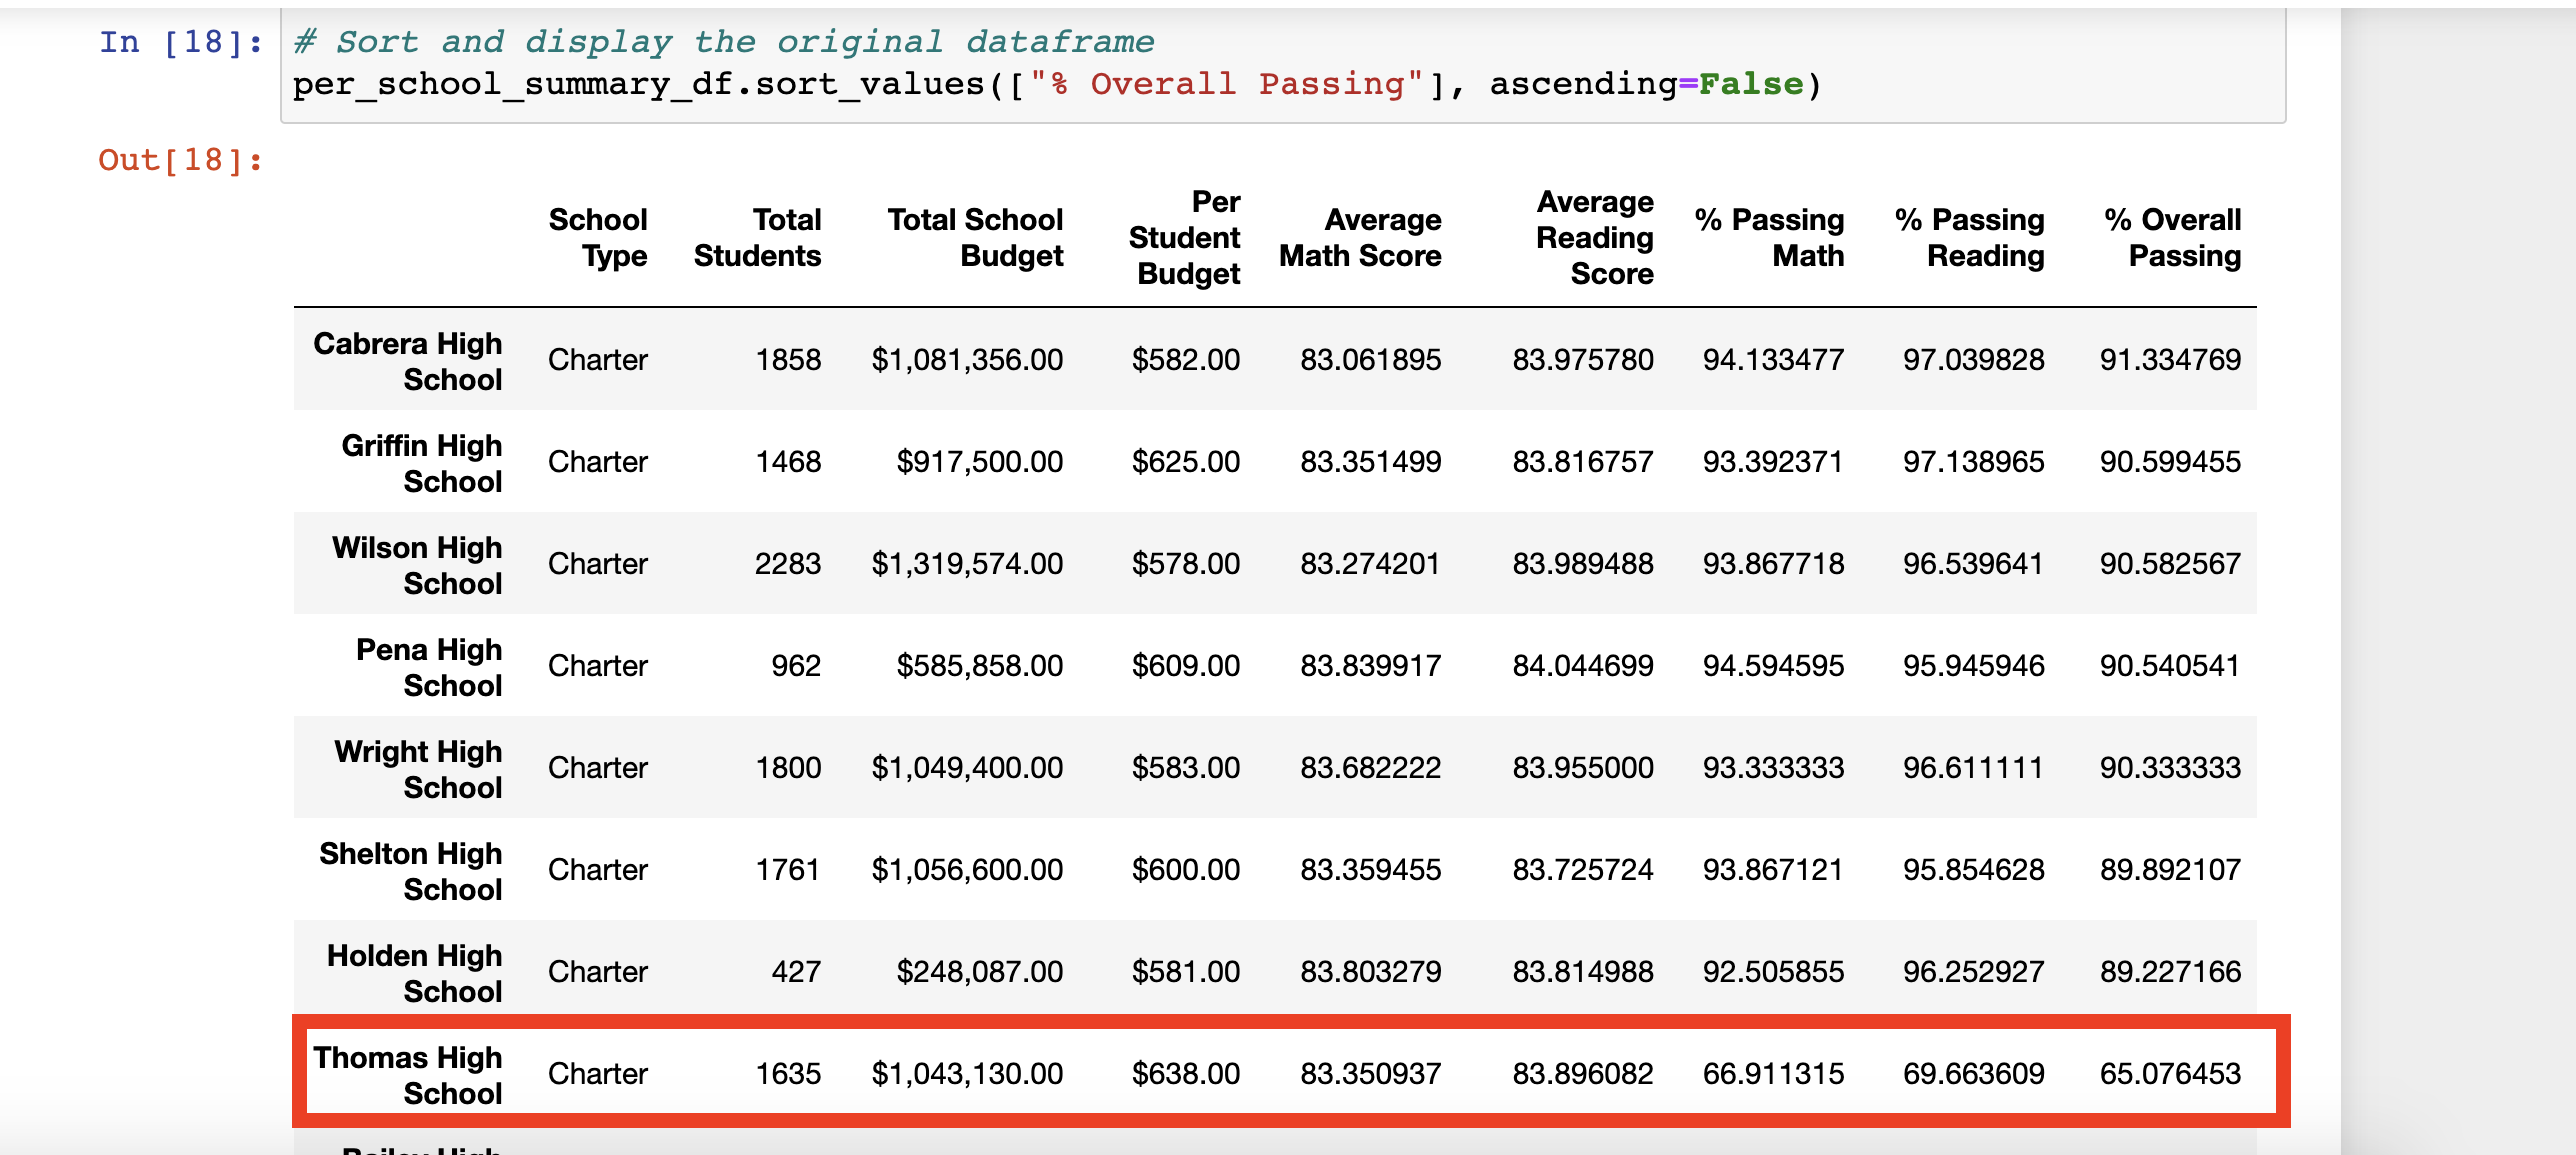 In [18]: # Sort and display the original dataframe
per_school_summary_df.sort_values(["% Overall Passing"], ascending=False)
Out[18]:
School Type Total Students Total School Budget Per Student Budget Average Math Score Average Reading Score % Passing Math % Passing Reading % Overall Passing
Cabrera High School Charter 1858 $1,081,356.00 $582.00 83.061895 83.975780 94.133477 97.039828 91.334769
Griffin High School Charter 1468 $917,500.00 $625.00 83.351499 83.816757 93.392371 97.138965 90.599455
Wilson High School Charter 2283 $1,319,574.00 $578.00 83.274201 83.989488 93.867718 96.539641 90.582567
Pena High School Charter 962 $585,858.00 $609.00 83.839917 84.044699 94.594595 95.945946 90.540541
Wright High School Charter 1800 $1,049,400.00 $583.00 83.682222 83.955000 93.333333 96.611111 90.333333
Shelton High School Charter 1761 $1,056,600.00 $600.00 83.359455 83.725724 93.867121 95.854628 89.892107
Holden High School Charter 427 $248,087.00 $581.00 83.803279 83.814988 92.505855 96.252927 89.227166
Thomas High School Charter 1635 $1,043,130.00 $638.00 83.350937 83.896082 66.911315 69.663609 65.076453